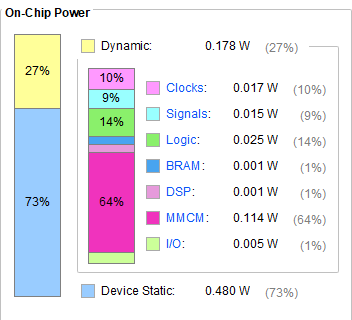 On-Chip Power
Dynamic: 0.178 W (27%)
27%
73%
10%
9%
14%
64%
Clocks: 0.017 W (10%)
Signals: 0.015 W (9%)
Logic: 0.025 W (14%)
BRAM: 0.001 W (1%)
DSP: 0.001 W (1%)
MMCM: 0.114 W (64%)
I/O: 0.005 W (1%)
Device Static: 0.480 W (73%)